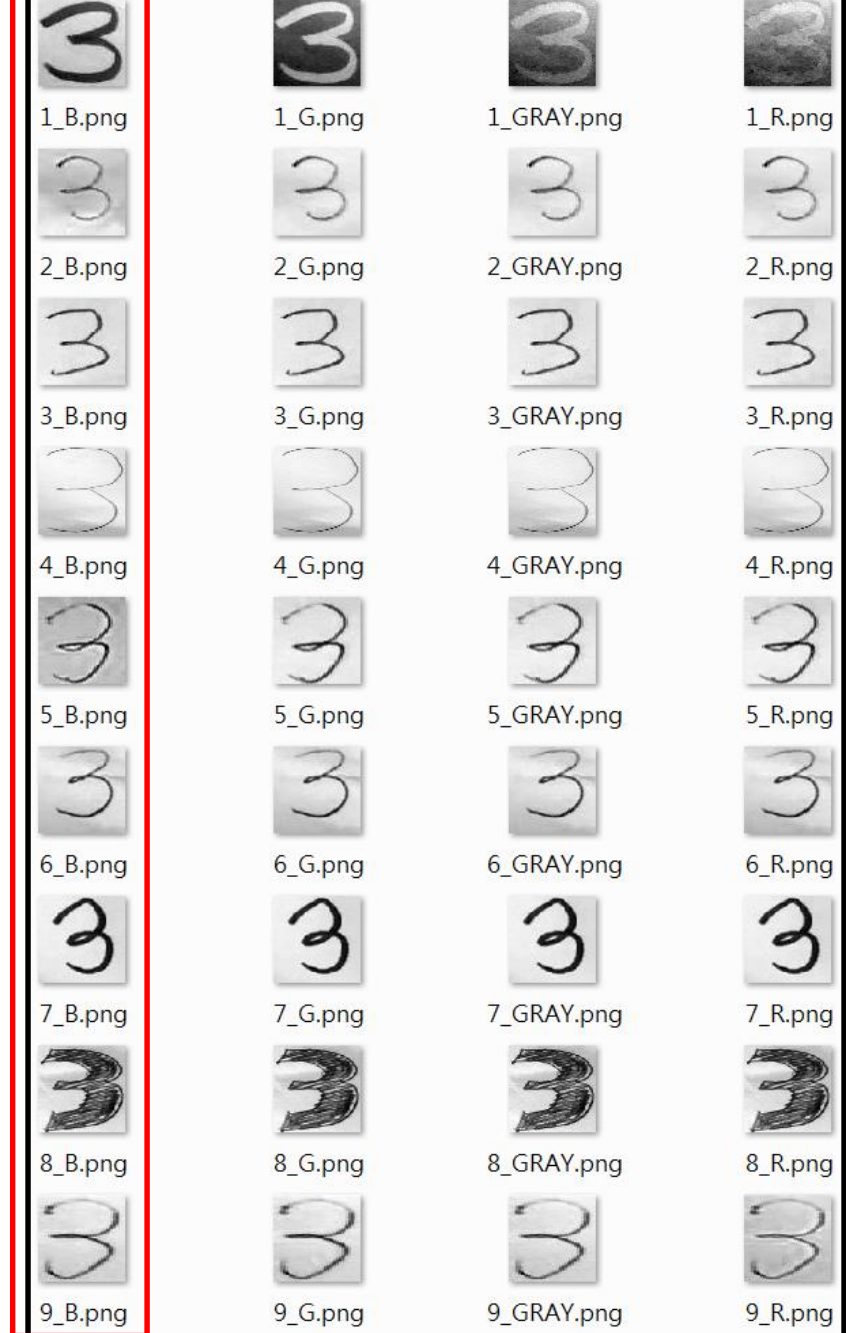 3 3 3 3
1_B.png 1_G.png 1_GRAY.png 1_R.png
3 3 3 3
2_B.png 2_G.png 2_GRAY.png 2_R.png
3 3 3 3
3_B.png 3_G.png 3_GRAY.png 3_R.png
3 3 3 3
4_B.png 4_G.png 4_GRAY.png 4_R.png
3 3 3 3
5_B.png 5_G.png 5_GRAY.png 5_R.png
3 3 3 3
6_B.png 6_G.png 6_GRAY.png 6_R.png
3 3 3 3
7_B.png 7_G.png 7_GRAY.png 7_R.png
3 3 3 3
8_B.png 8_G.png 8_GRAY.png 8_R.png
3 3 3 3
9_B.png 9_G.png 9_GRAY.png 9_R.png